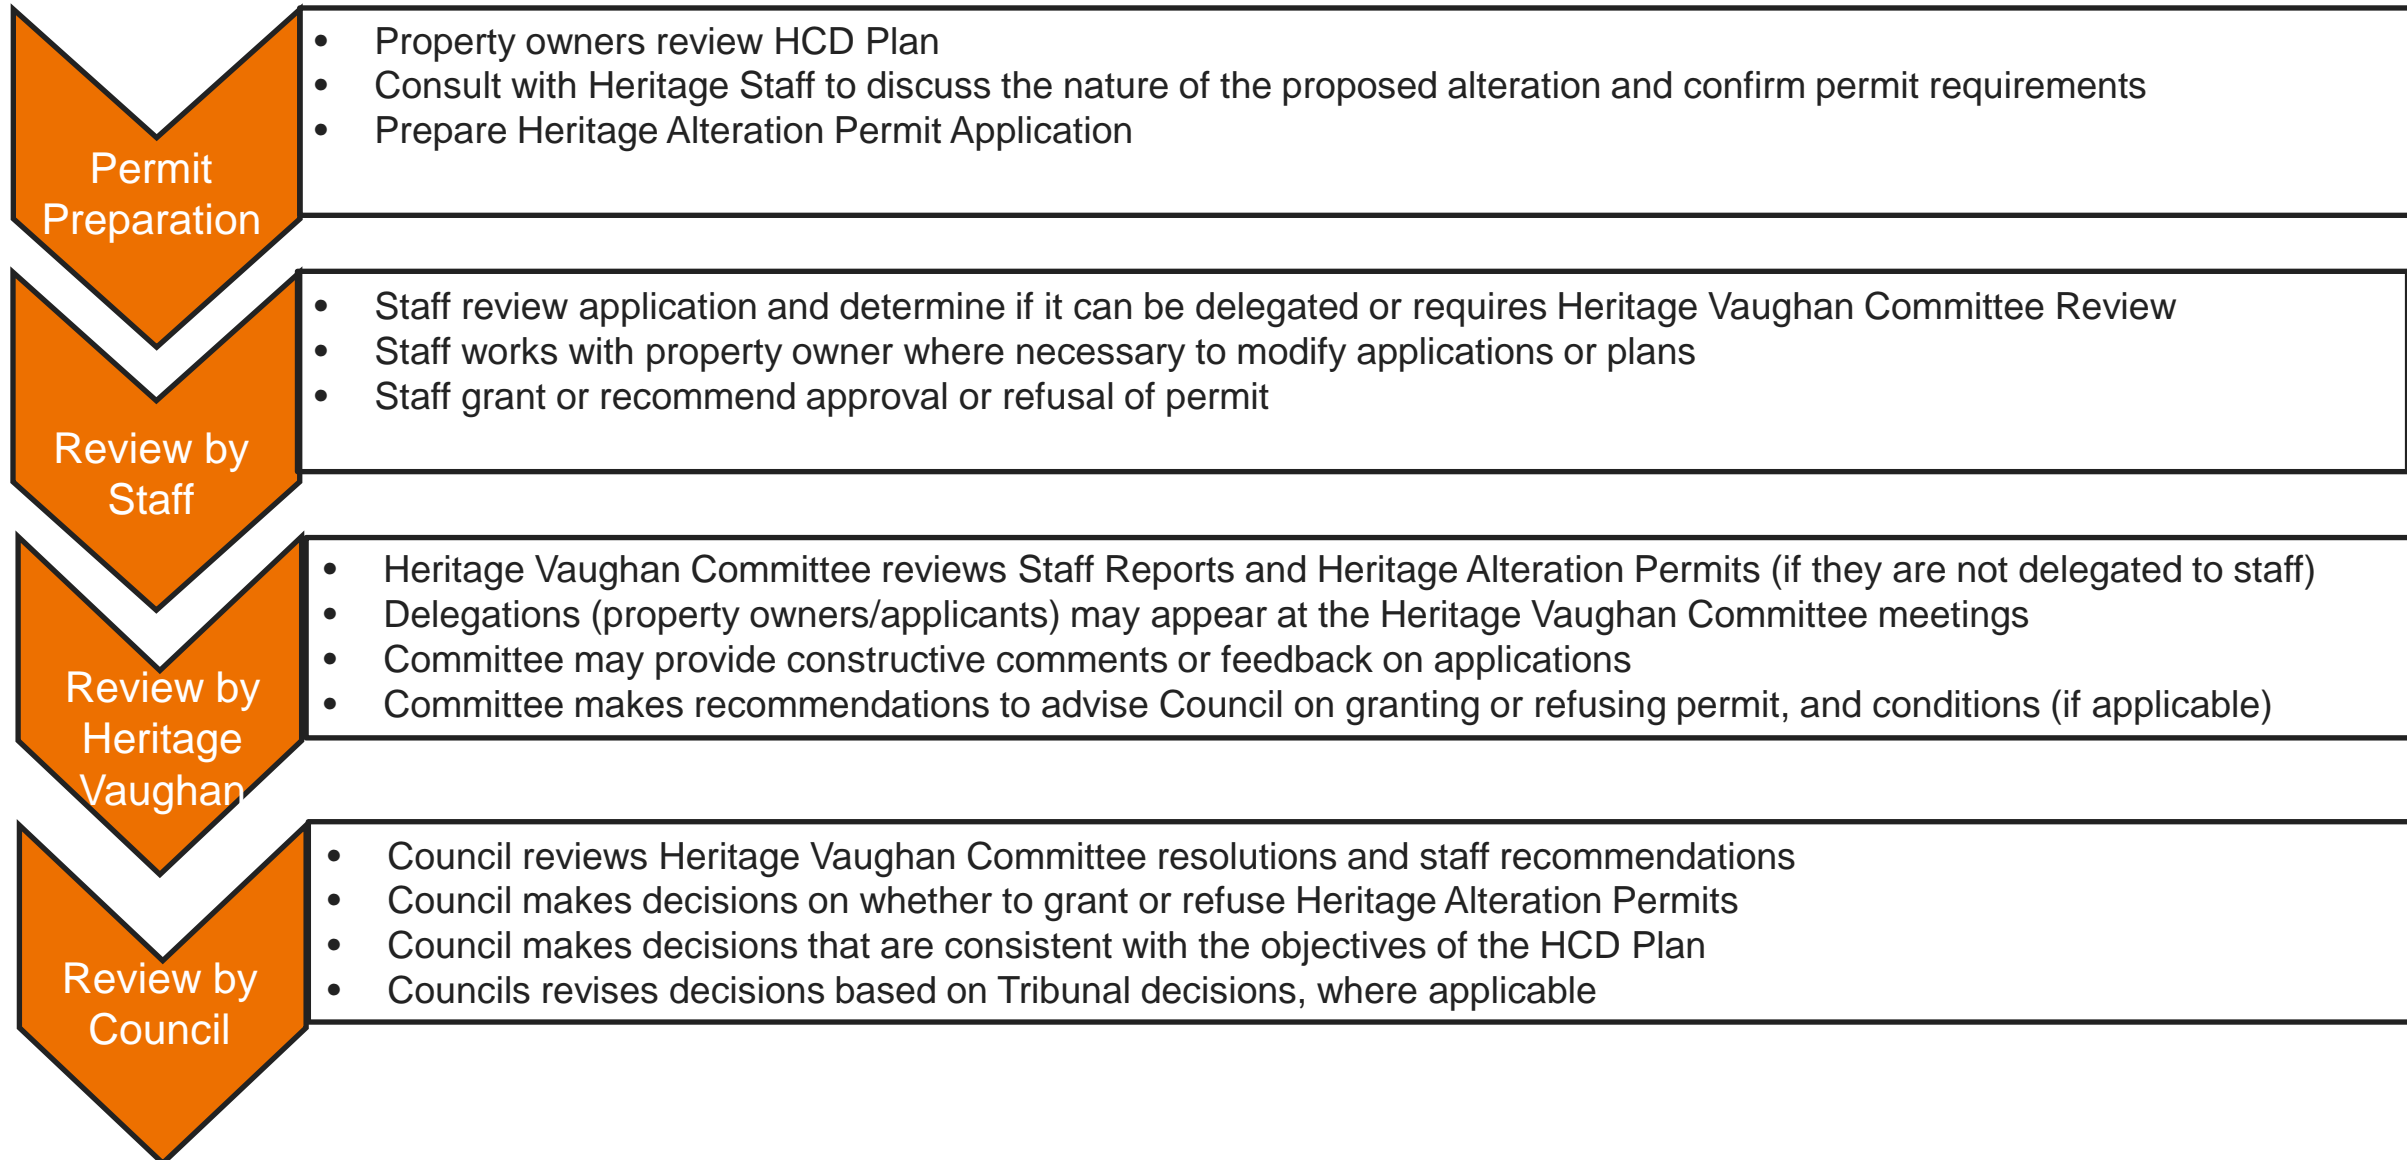 Permit
Preparation
• Property owners review HCD Plan
• Consult with Heritage Staff to discuss the nature of the proposed alteration and confirm permit requirements
• Prepare Heritage Alteration Permit Application
Review by
Staff
• Staff review application and determine if it can be delegated or requires Heritage Vaughan Committee Review
• Staff works with property owner where necessary to modify applications or plans
• Staff grant or recommend approval or refusal of permit
Review by
Heritage
Vaughan
• Heritage Vaughan Committee reviews Staff Reports and Heritage Alteration Permits (if they are not delegated to staff)
• Delegations (property owners/applicants) may appear at the Heritage Vaughan Committee meetings
• Committee may provide constructive comments or feedback on applications
• Committee makes recommendations to advise Council on granting or refusing permit, and conditions (if applicable)
Review by
Council
• Council reviews Heritage Vaughan Committee resolutions and staff recommendations
• Council makes decisions on whether to grant or refuse Heritage Alteration Permits
• Council makes decisions that are consistent with the objectives of the HCD Plan
• Councils revises decisions based on Tribunal decisions, where applicable